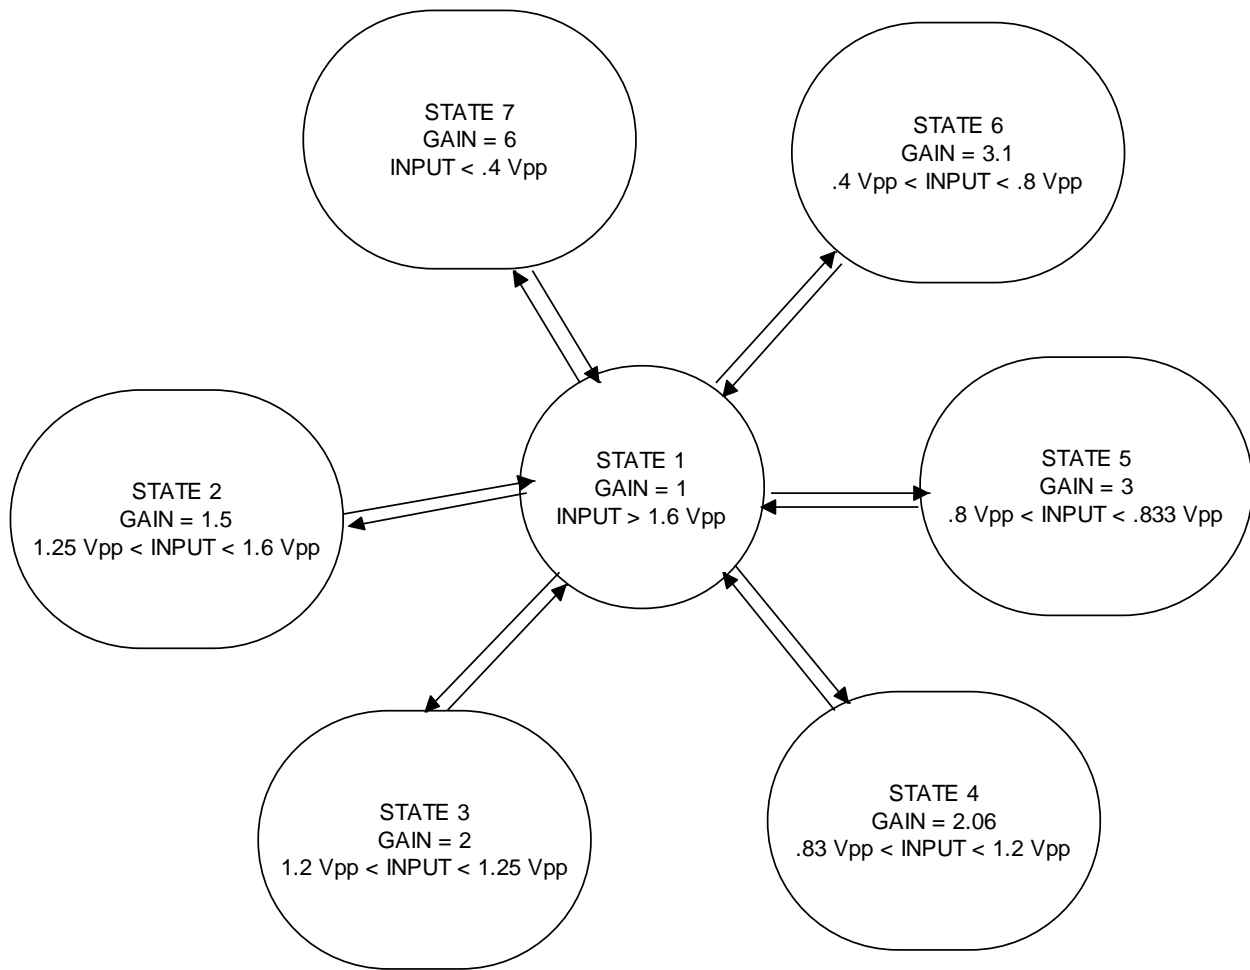 STATE 7
GAIN = 6
INPUT < .4 Vpp
STATE 6
GAIN = 3.1
.4 Vpp < INPUT < .8 Vpp
STATE 1
GAIN = 1
INPUT > 1.6 Vpp
STATE 5
GAIN = 3
.8 Vpp < INPUT < .833 Vpp
STATE 2
GAIN = 1.5
1.25 Vpp < INPUT < 1.6 Vpp
STATE 3
GAIN = 2
1.2 Vpp < INPUT < 1.25 Vpp
STATE 4
GAIN = 2.06
.83 Vpp < INPUT < 1.2 Vpp